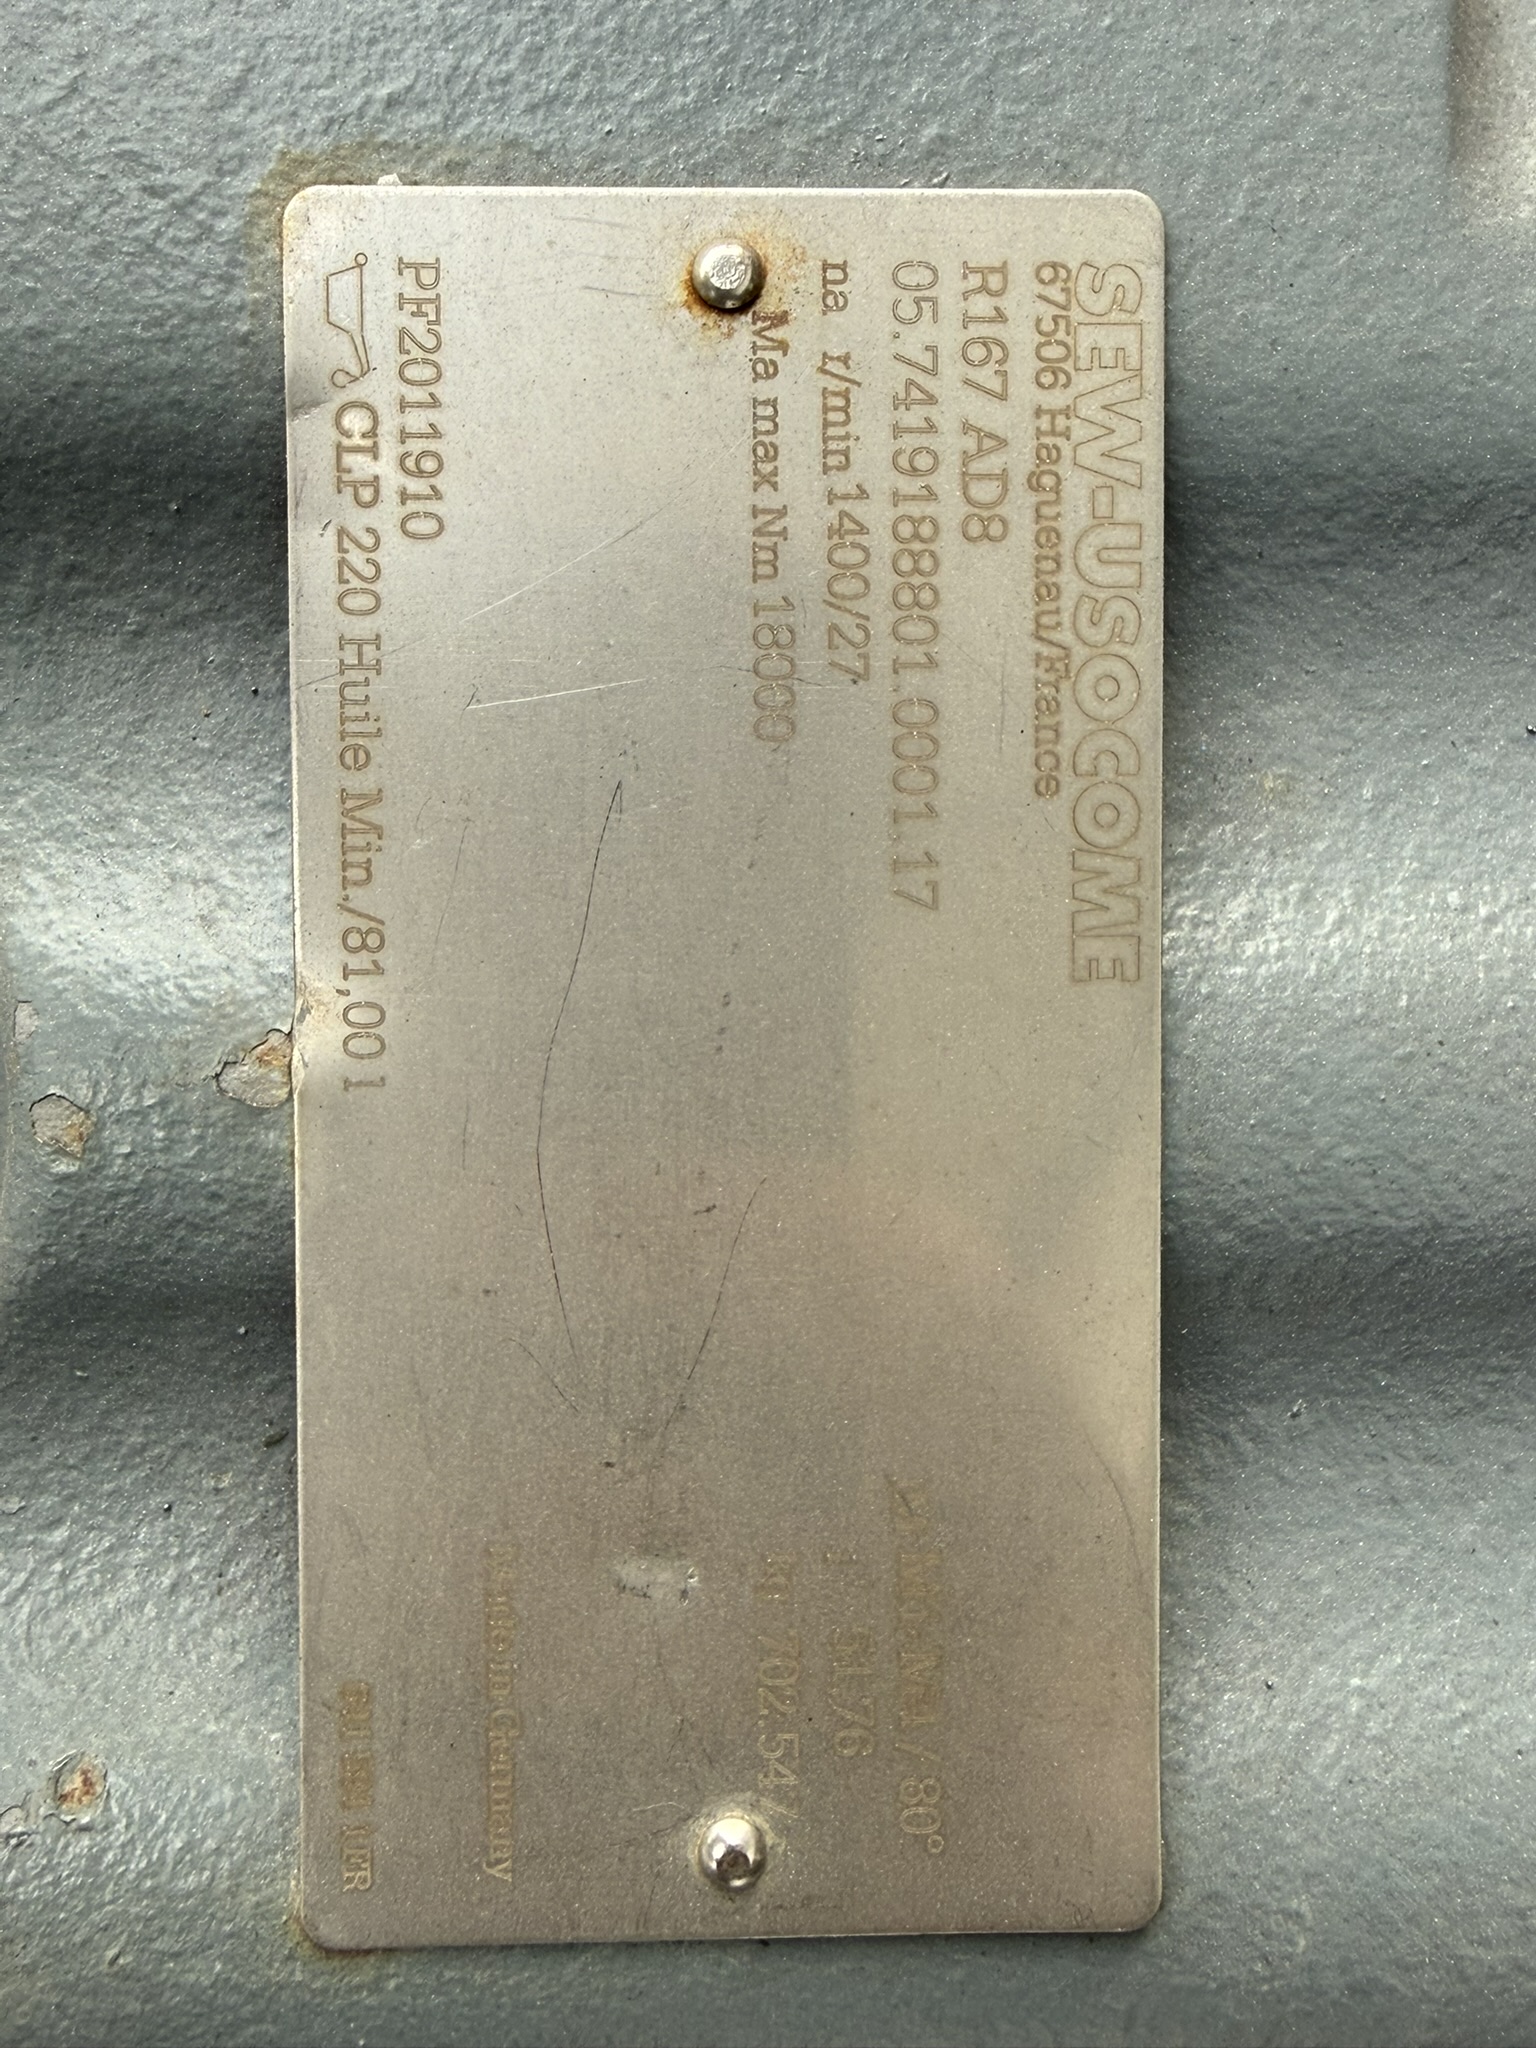 SEW-USOCOME
67506 Haguenau/France
R167 AD8
05.7419188801.0001.17
/ 80°
na r/min 1400/27
i 51.76
Ma max Nm 18000
kg 702.54
Made in Germany
PF2011910
CLP 220 Huile Min./81,00 l